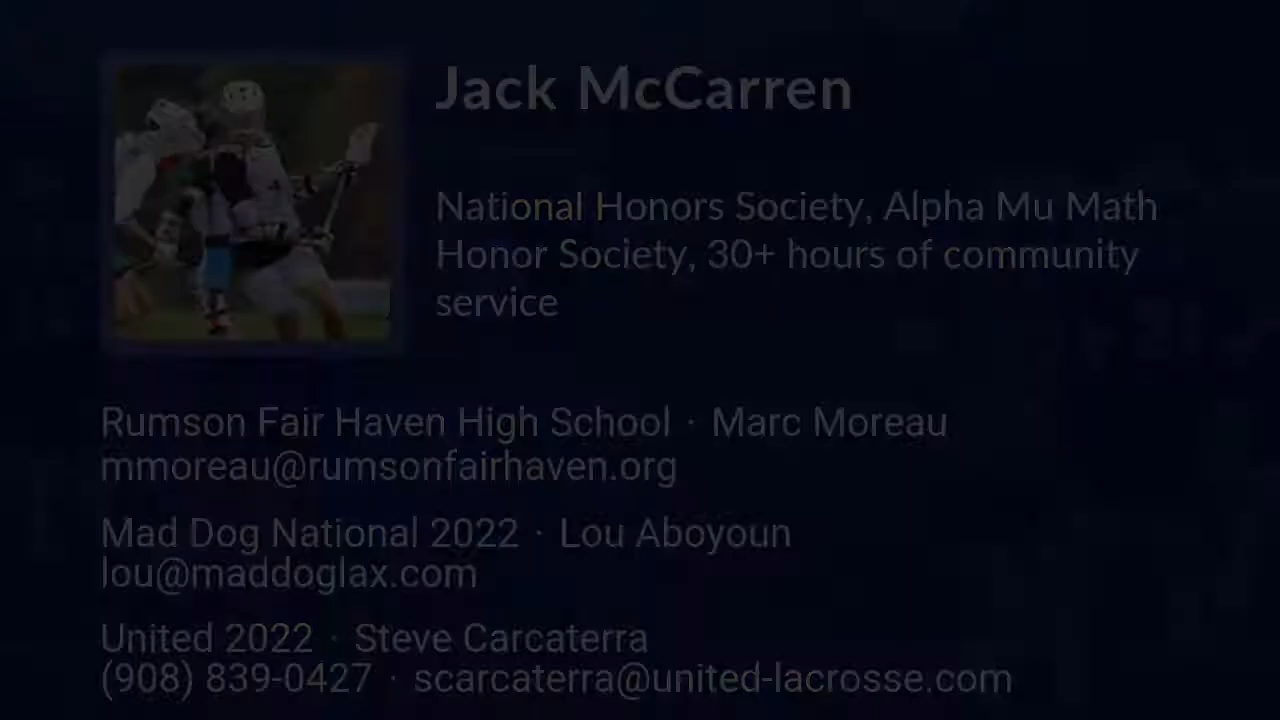 Jack McCarren
National Honors Society, Alpha Mu Math
Honor Society, 30+ hours of community
service
Rumson Fair Haven High School · Marc Moreau
mmoreau@rumsonfairhaven.org
Mad Dog National 2022 · Lou Aboyoun
lou@maddoglax.com
United 2022 · Steve Carcaterra
(908) 839-0427 · scarcaterra@united-lacrosse.com